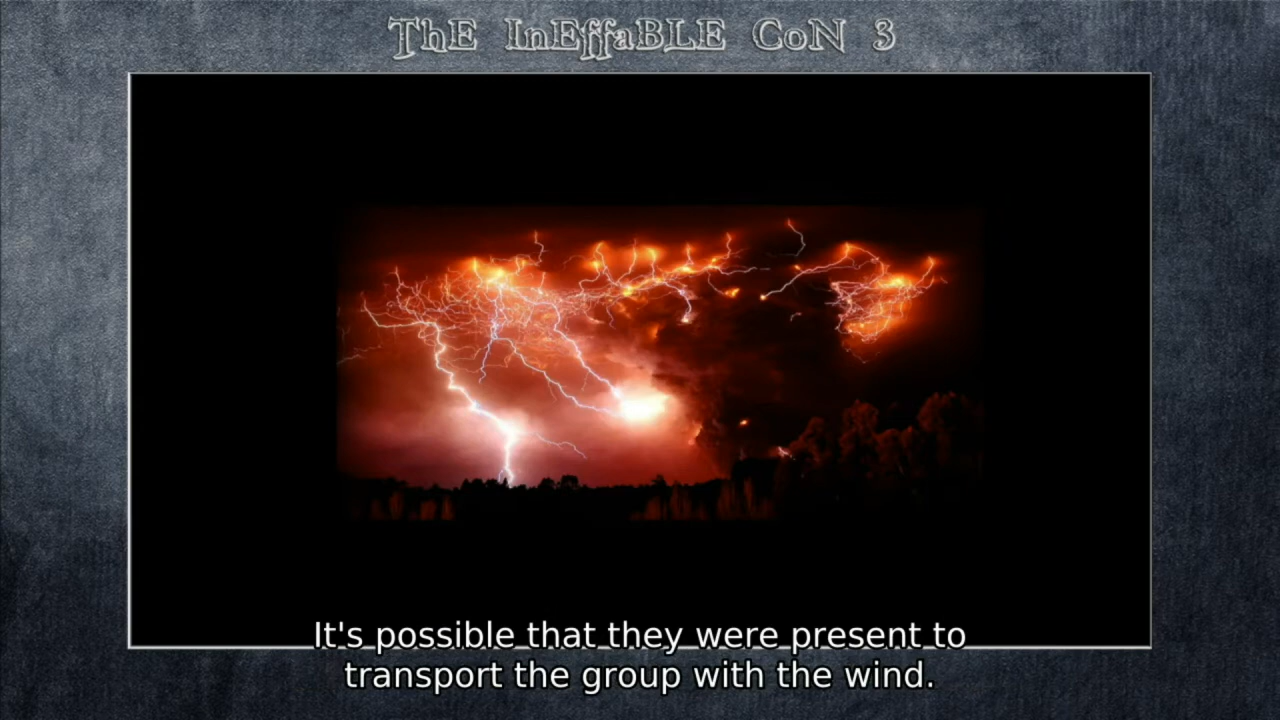 ThE InEffaBLE CoN 3
It's possible that they were present to
transport the group with the wind.